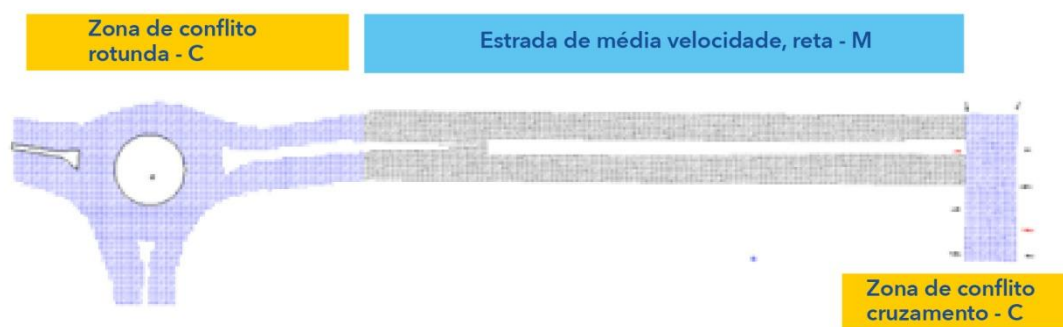 Zona de conflito
rotunda - C
Estrada de média velocidade, reta - M
Zona de conflito
cruzamento - C